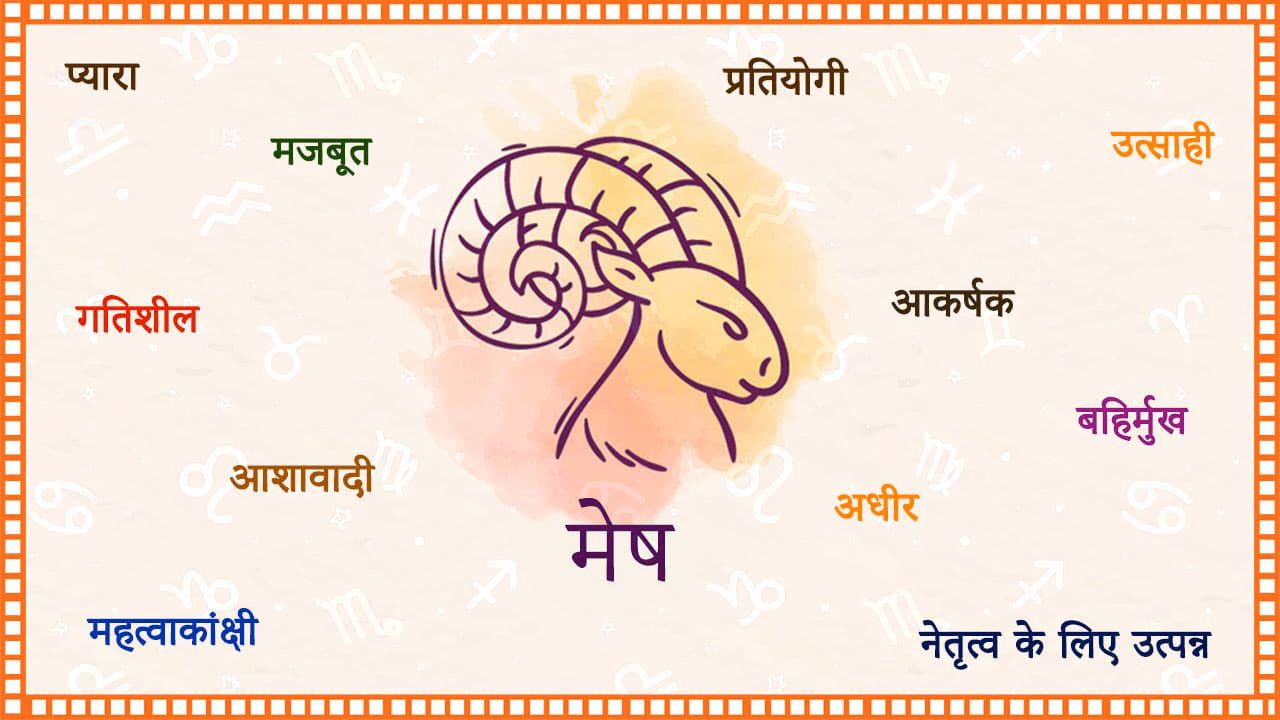 प्यारा
प्रतियोगी
मजबूत
उत्साही
गतिशील
आकर्षक
बहिर्मुख
आशावादी
अधीर
मेष
महत्वाकांक्षी
नेतृत्व के लिए उत्पन्न